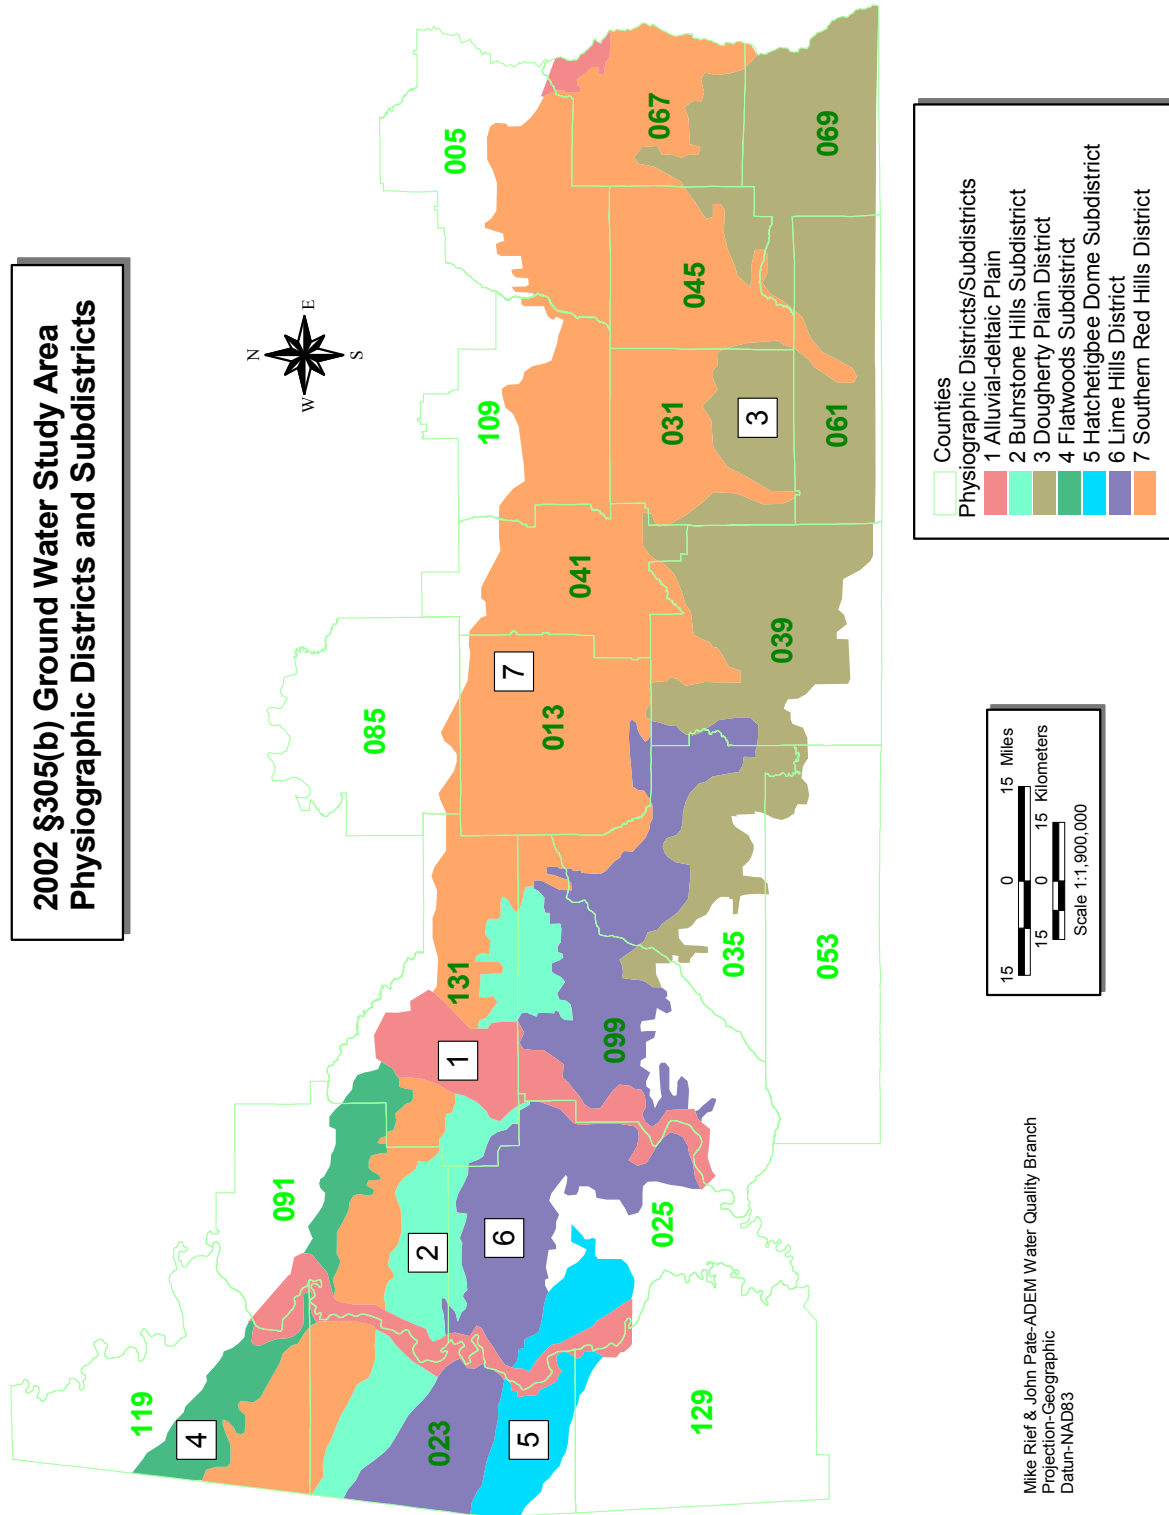 2002 §305(b) Ground Water Study Area
Physiographic Districts and Subdistricts
N
W
E
S
119
091
085
109
005
4
131
7
013
041
045
067
1
2
6
023
5
099
025
035
031
3
039
061
069
129
053
Counties
Physiographic Districts/Subdistricts
1 Alluvial-deltaic Plain
2 Buhrstone Hills Subdistrict
3 Dougherty Plain District
4 Flatwoods Subdistrict
5 Hatchetigbee Dome Subdistrict
6 Lime Hills District
7 Southern Red Hills District
15 0 15 Miles
15 0 15 Kilometers
Scale 1:1,900,000
Mike Rief & John Pate-ADEM Water Quality Branch
Projection-Geographic
Datun-NAD83